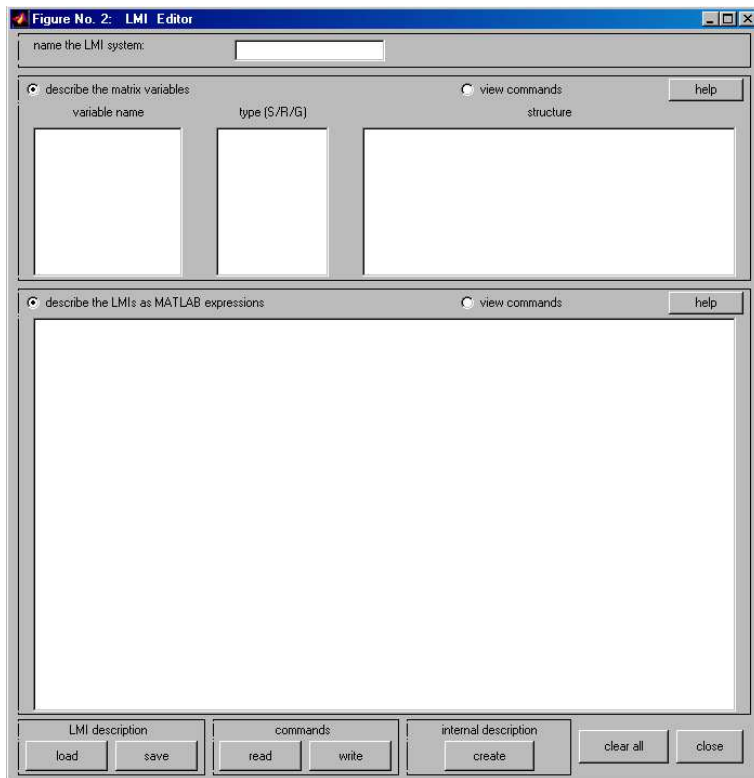 Figure No. 2: LMI Editor
name the LMI system:
describe the matrix variables view commands help
variable name type (S/R/G) structure
describe the LMIs as MATLAB expressions view commands help
LMI description commands internal description
load save read write create clear all close